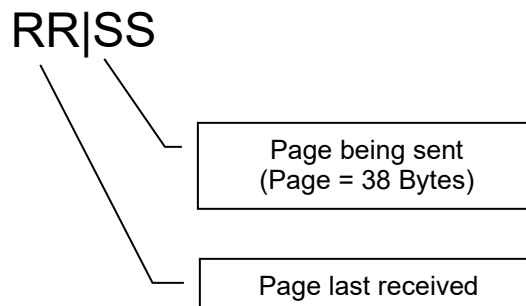 RR|SS
Page being sent
(Page = 38 Bytes)
Page last received